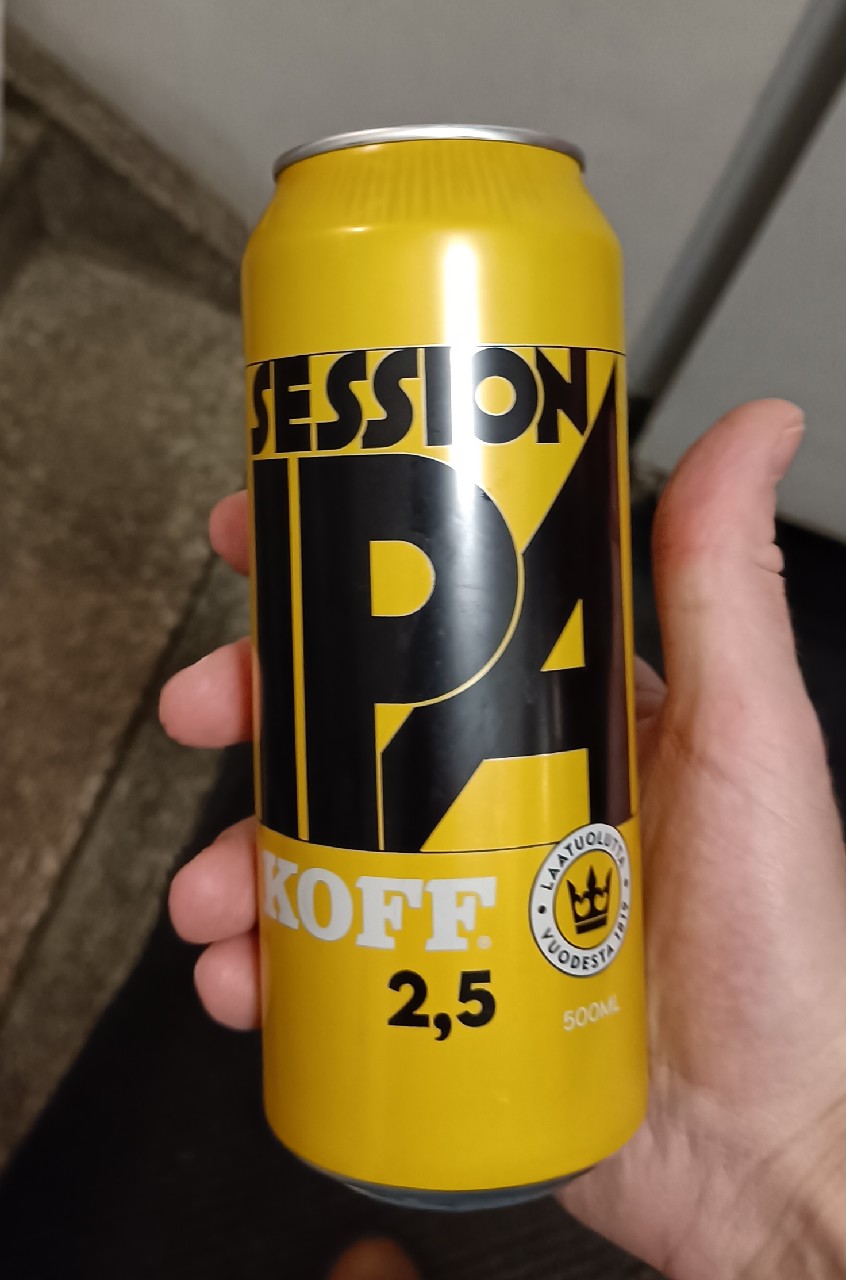 SESSION
IPA
KOFF®
LAATUOLUTTA
VUODESTA 1819
2,5
500ML